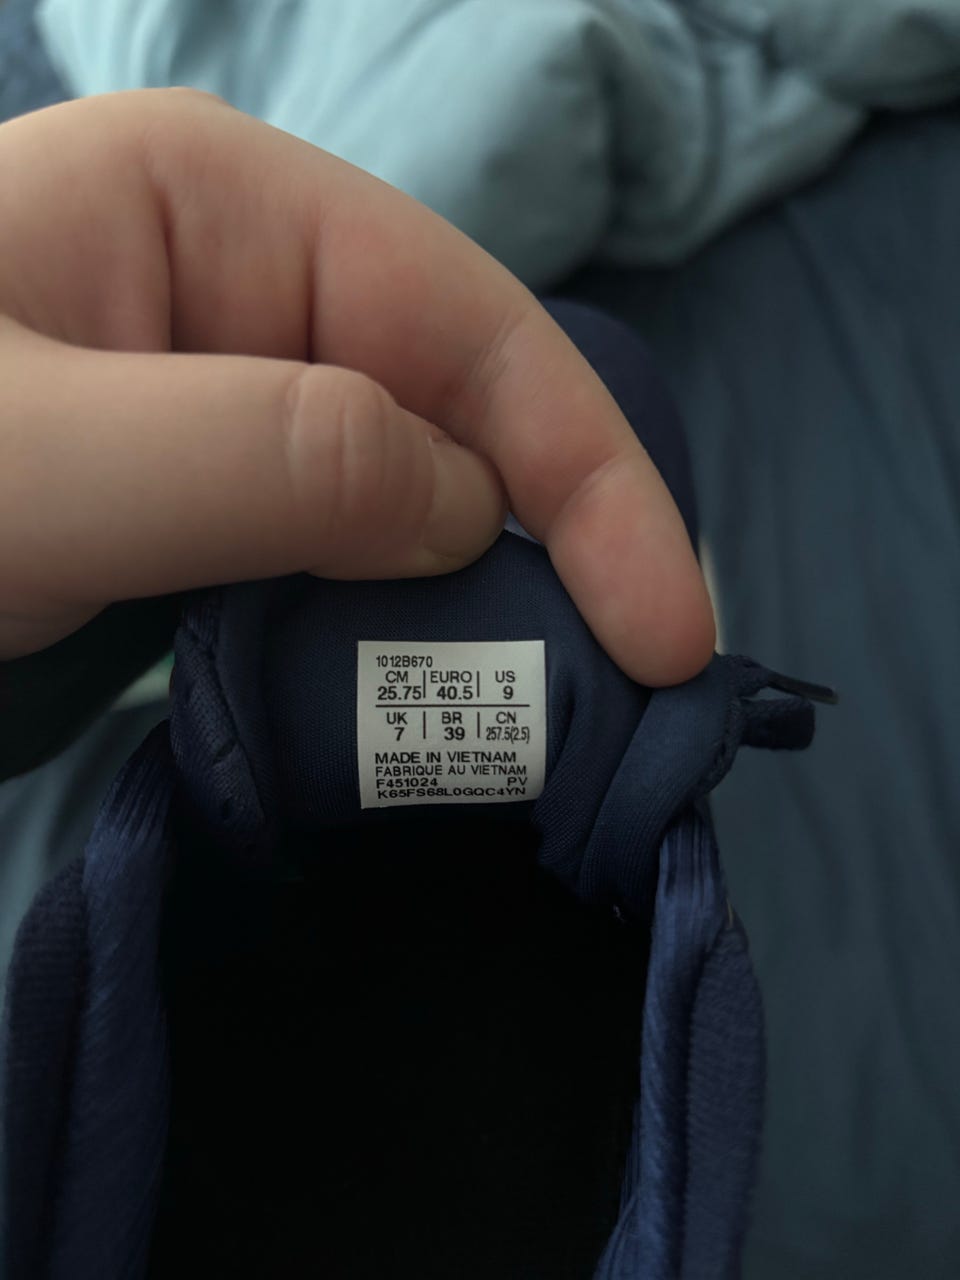 1012B670
CM EURO US
25.75 40.5 9
UK BR CN
7 39 257.5(2.5)
MADE IN VIETNAM
FABRIQUE AU VIETNAM
F451024 PV
K65FS68L0GQC4YN